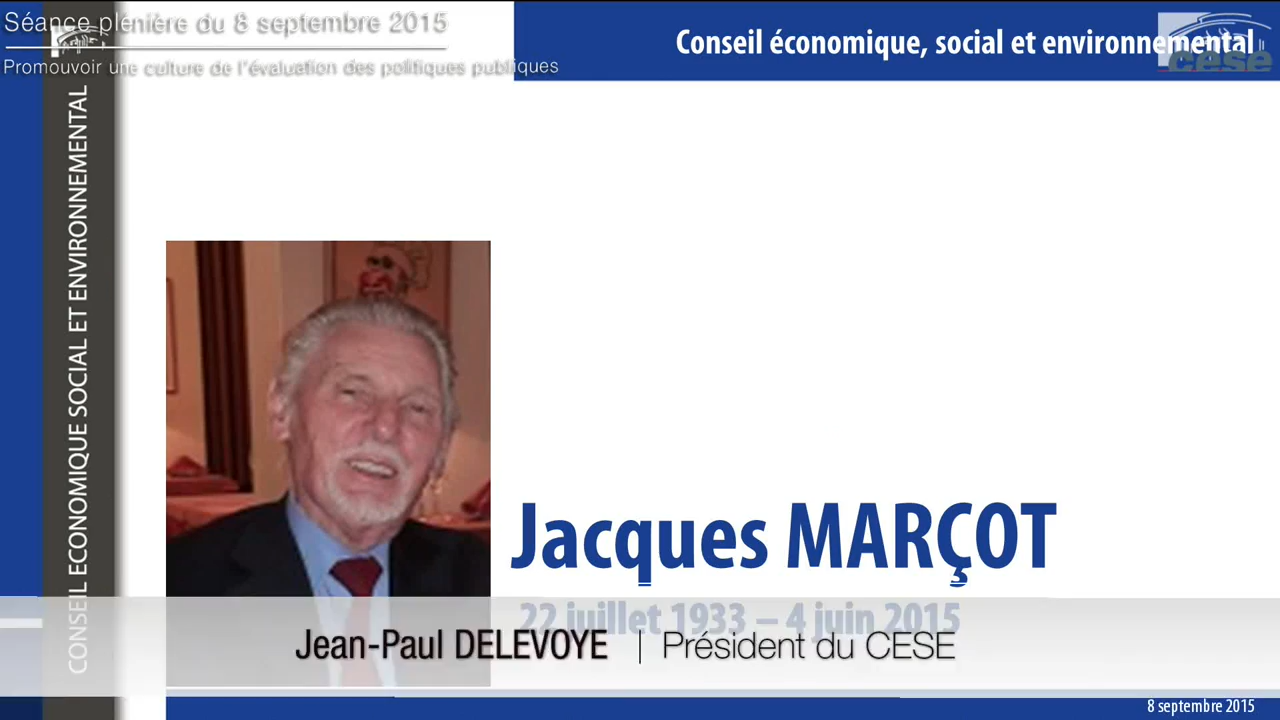 Séance plénière du 8 septembre 2015
Promouvoir une culture de l'évaluation des politiques publiques
Conseil économique, social et environnemental
cese
CONSEIL ECONOMIQUE SOCIAL ET ENVIRONNEMENTAL
Jacques MARÇOT
22 juillet 1933 – 4 juin 2015
Jean-Paul DELEVOYE | Président du CESE
8 septembre 2015